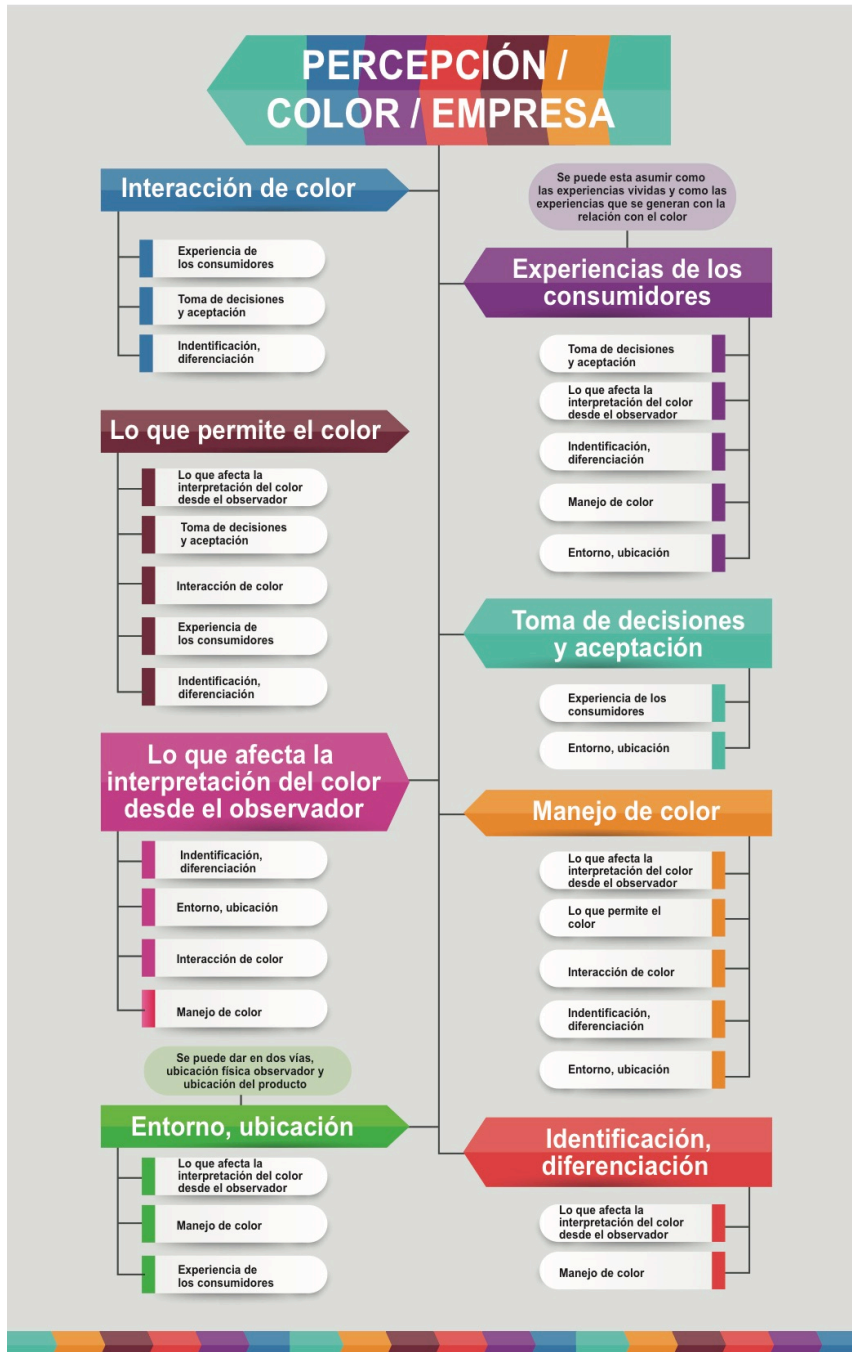 PERCEPCIÓN /
COLOR / EMPRESA
Interacción de color
Experiencia de
los consumidores
Toma de decisiones
y aceptación
Indentificación,
diferenciación
Lo que permite el color
Lo que afecta la
interpretación del color
desde el observador
Toma de decisiones
y aceptación
Interacción de color
Experiencia de
los consumidores
Indentificación,
diferenciación
Lo que afecta la
interpretación del color
desde el observador
Indentificación,
diferenciación
Entorno, ubicación
Interacción de color
Manejo de color
Se puede dar en dos vías,
ubicación física observador y
ubicación del producto
Entorno, ubicación
Lo que afecta la
interpretación del color
desde el observador
Manejo de color
Experiencia de
los consumidores
Se puede esta asumir como
las experiencias vividas y como las
experiencias que se generan con la
relación con el color
Experiencias de los
consumidores
Toma de decisiones
y aceptación
Lo que afecta la
interpretación del color
desde el observador
Indentificación,
diferenciación
Manejo de color
Entorno, ubicación
Toma de decisiones
y aceptación
Experiencia de los
consumidores
Entorno, ubicación
Manejo de color
Lo que afecta la
interpretación del color
desde el observador
Lo que permite el
color
Interacción de color
Indentificación,
diferenciación
Entorno, ubicación
Identificación,
diferenciación
Lo que afecta la
interpretación del color
desde el observador
Manejo de color